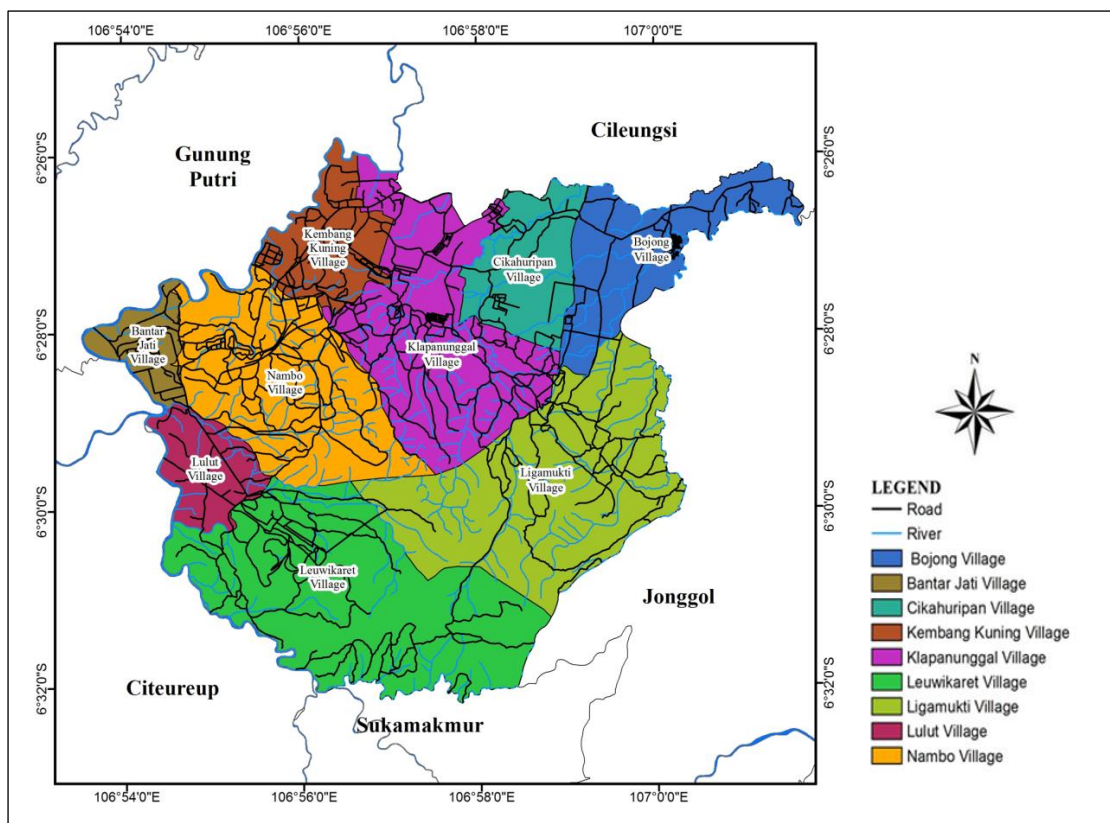 106°54'0"E
106°56'0"E
106°58'0"E
107°0'0"E
6°26'0"S
6°26'0"S
Cileungsi
Gunung
Putri
Kembang
Kuning
Village
Bojong
Village
Cikahuripan
Village
6°28'0"S
6°28'0"S
Bantar
Jati
Village
Klapanunggal
Village
Nambo
Village
N
Lulut
Village
Ligamukti
Village
6°30'0"S
6°30'0"S
Leuwikaret
Village
Jonggol
Citeureup
6°32'0"S
6°32'0"S
Sukamakmur
106°54'0"E
106°56'0"E
106°58'0"E
107°0'0"E
LEGEND
Road
River
Bojong Village
Bantar Jati Village
Cikahuripan Village
Kembang Kuning Village
Klapanunggal Village
Leuwikaret Village
Ligamukti Village
Lulut Village
Nambo Village